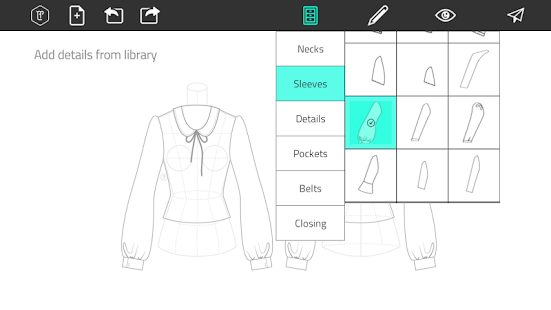 Add details from library
Necks
Sleeves
Details
Pockets
Belts
Closing